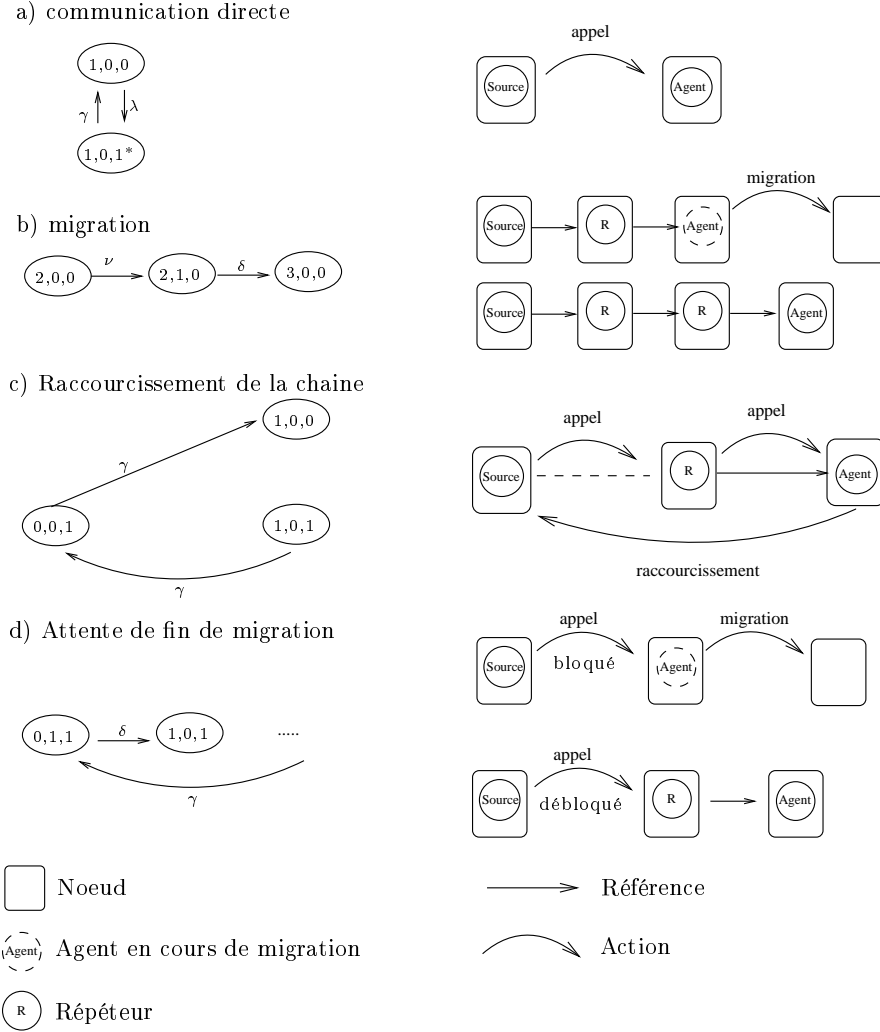 a) communication directe
1,0,0
γ
λ
1,0,1*
appel
Source
Agent
b) migration
2,0,0
ν
2,1,0
δ
3,0,0
migration
Source
R
Agent
Source
R
R
Agent
c) Raccourcissement de la chaine
1,0,0
γ
0,0,1
1,0,1
γ
appel
appel
Source
R
Agent
raccourcissement
d) Attente de fin de migration
0,1,1
δ
1,0,1
.....
γ
appel
migration
Source
bloqué
Agent
appel
Source
débloqué
R
Agent
Noeud
Référence
Agent
Agent en cours de migration
Action
R
Répéteur